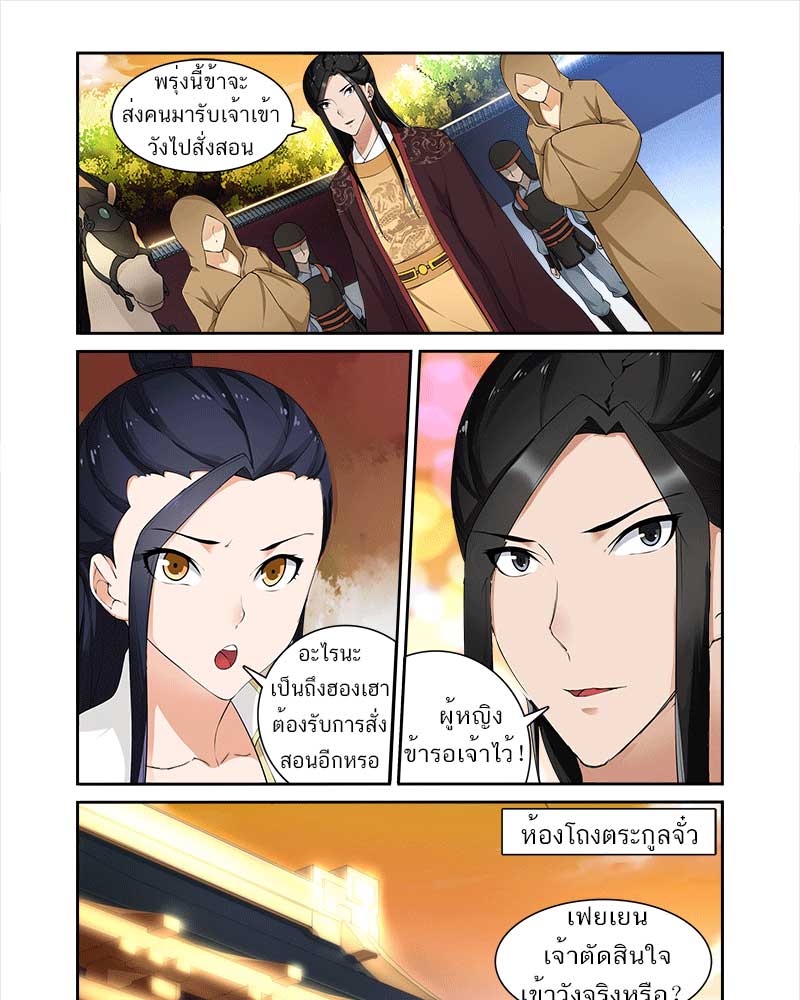 พรุ่งนี้ข้าจะ
ส่งคนมารับเจ้าเข้า
วังไปสั่งสอน
อะไรนะ
เป็นถึงฮองเฮา
ต้องรับการสั่ง
สอนอีกหรอ
ผู้หญิง
ข้ารอเจ้าไว้!
ห้องโถงตระกูลจั๋ว
เฟยเยน
เจ้าตัดสินใจ
เข้าวังจริงหรือ?